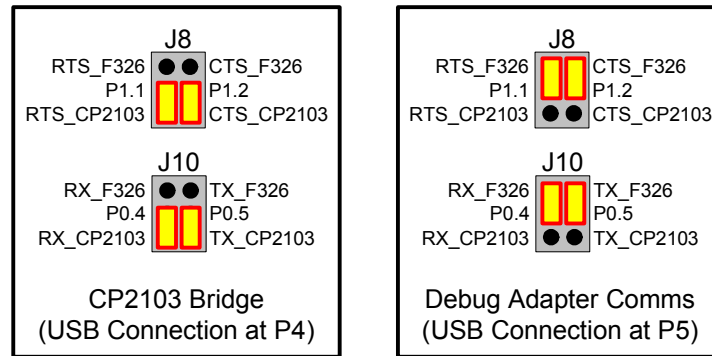 J8
RTS_F326 CTS_F326
P1.1 P1.2
RTS_CP2103 CTS_CP2103
J10
RX_F326 TX_F326
P0.4 P0.5
RX_CP2103 TX_CP2103
CP2103 Bridge
(USB Connection at P4)
J8
RTS_F326 CTS_F326
P1.1 P1.2
RTS_CP2103 CTS_CP2103
J10
RX_F326 TX_F326
P0.4 P0.5
RX_CP2103 TX_CP2103
Debug Adapter Comms
(USB Connection at P5)